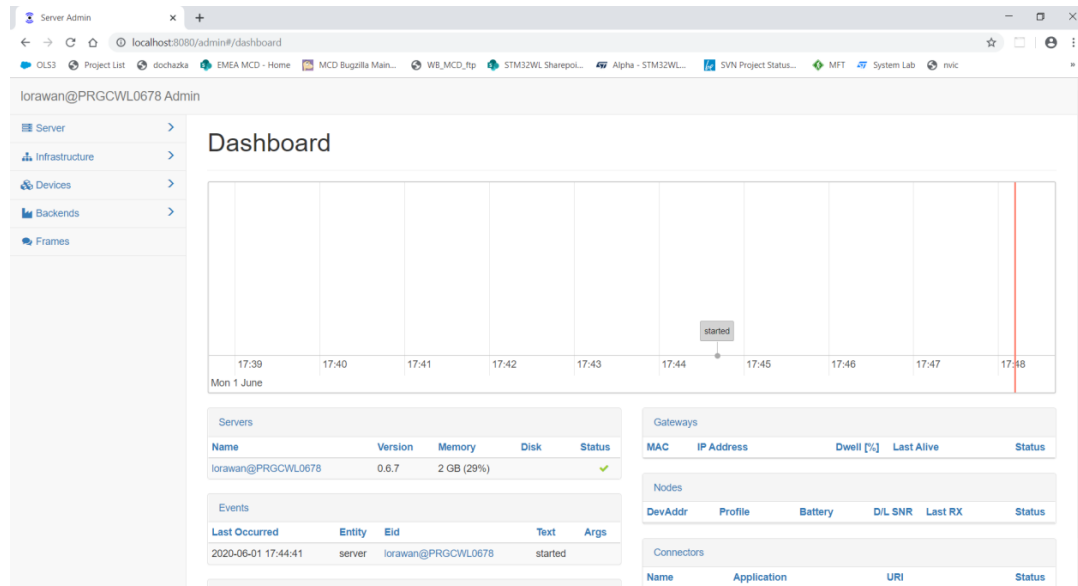 Server Admin
localhost:8080/admin#/dashboard
OLS3 Project List dochazka EMEA MCD - Home MCD Bugzilla Main... WB_MCD_ftp STM32WL Sharepoi... Alpha - STM32WL... SVN Project Status... MFT System Lab nvic »
lorawan@PRGCWL0678 Admin
Server
Infrastructure
Devices
Backends
Frames
Dashboard
started
17:39 17:40 17:41 17:42 17:43 17:44 17:45 17:46 17:47 17:48
Mon 1 June
Servers
Name Version Memory Disk Status
lorawan@PRGCWL0678 0.6.7 2 GB (29%)
Events
Last Occurred Entity Eid Text Args
2020-06-01 17:44:41 server lorawan@PRGCWL0678 started
Gateways
MAC IP Address Dwell [%] Last Alive Status
Nodes
DevAddr Profile Battery D/L SNR Last RX Status
Connectors
Name Application URI Status